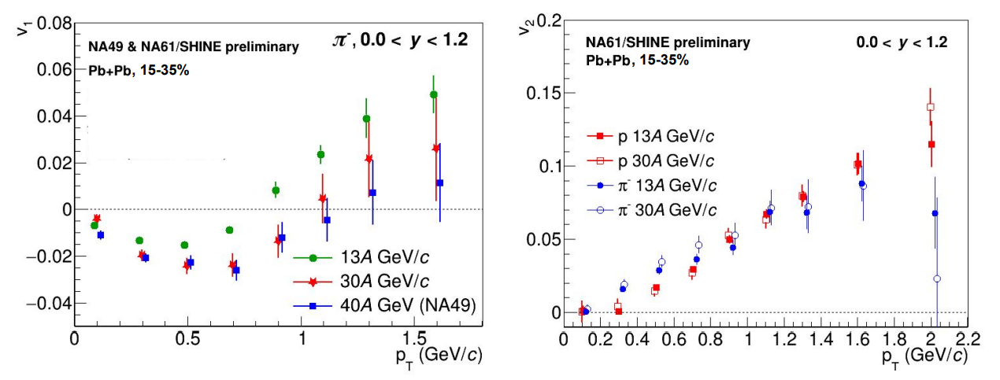 v1
0.08
0.06
0.04
0.02
0
−0.02
−0.04
NA49 & NA61/SHINE preliminary
Pb+Pb, 15-35%
π-, 0.0 < y < 1.2
13A GeV/c
30A GeV/c
40A GeV (NA49)
0 0.5 1 1.5
pT (GeV/c)
v2
0.2
0.15
0.1
0.05
0
NA61/SHINE preliminary
Pb+Pb, 15-35%
0.0 < y < 1.2
p 13A GeV/c
p 30A GeV/c
π- 13A GeV/c
π- 30A GeV/c
0 0.2 0.4 0.6 0.8 1 1.2 1.4 1.6 1.8 2 2.2
pT (GeV/c)